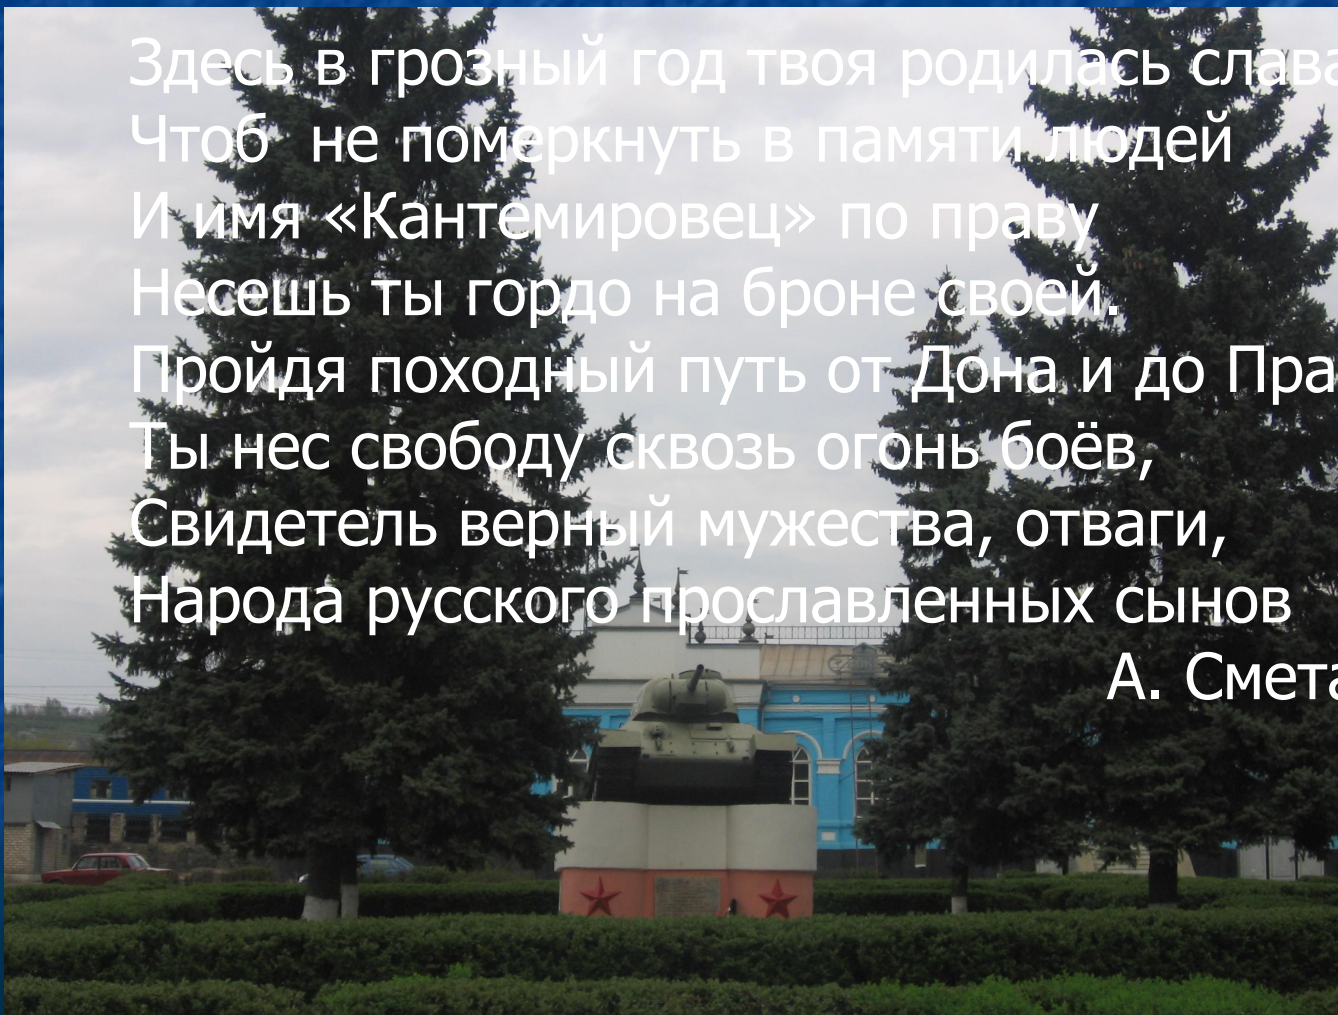 Здесь в грозный год твоя родилась слава
Чтоб не померкнуть в памяти людей
И имя «Кантемировец» по праву
Несешь ты гордо на броне своей.
Пройдя походный путь от Дона и до
Ты нес свободу сквозь огонь боёв,
Свидетель верный мужества, отваги,
Народа русского прославленных сынов
А.